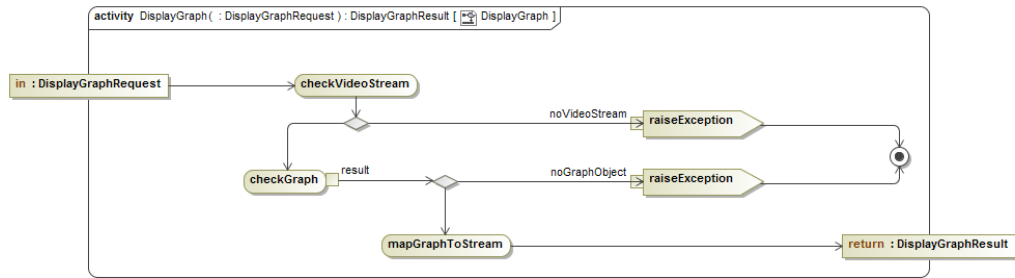 activity DisplayGraph( : DisplayGraphRequest ) : DisplayGraphResult [ DisplayGraph ]
in : DisplayGraphRequest
checkVideoStream
noVideoStream
raiseException
checkGraph
result
noGraphObject
raiseException
mapGraphToStream
return : DisplayGraphResult